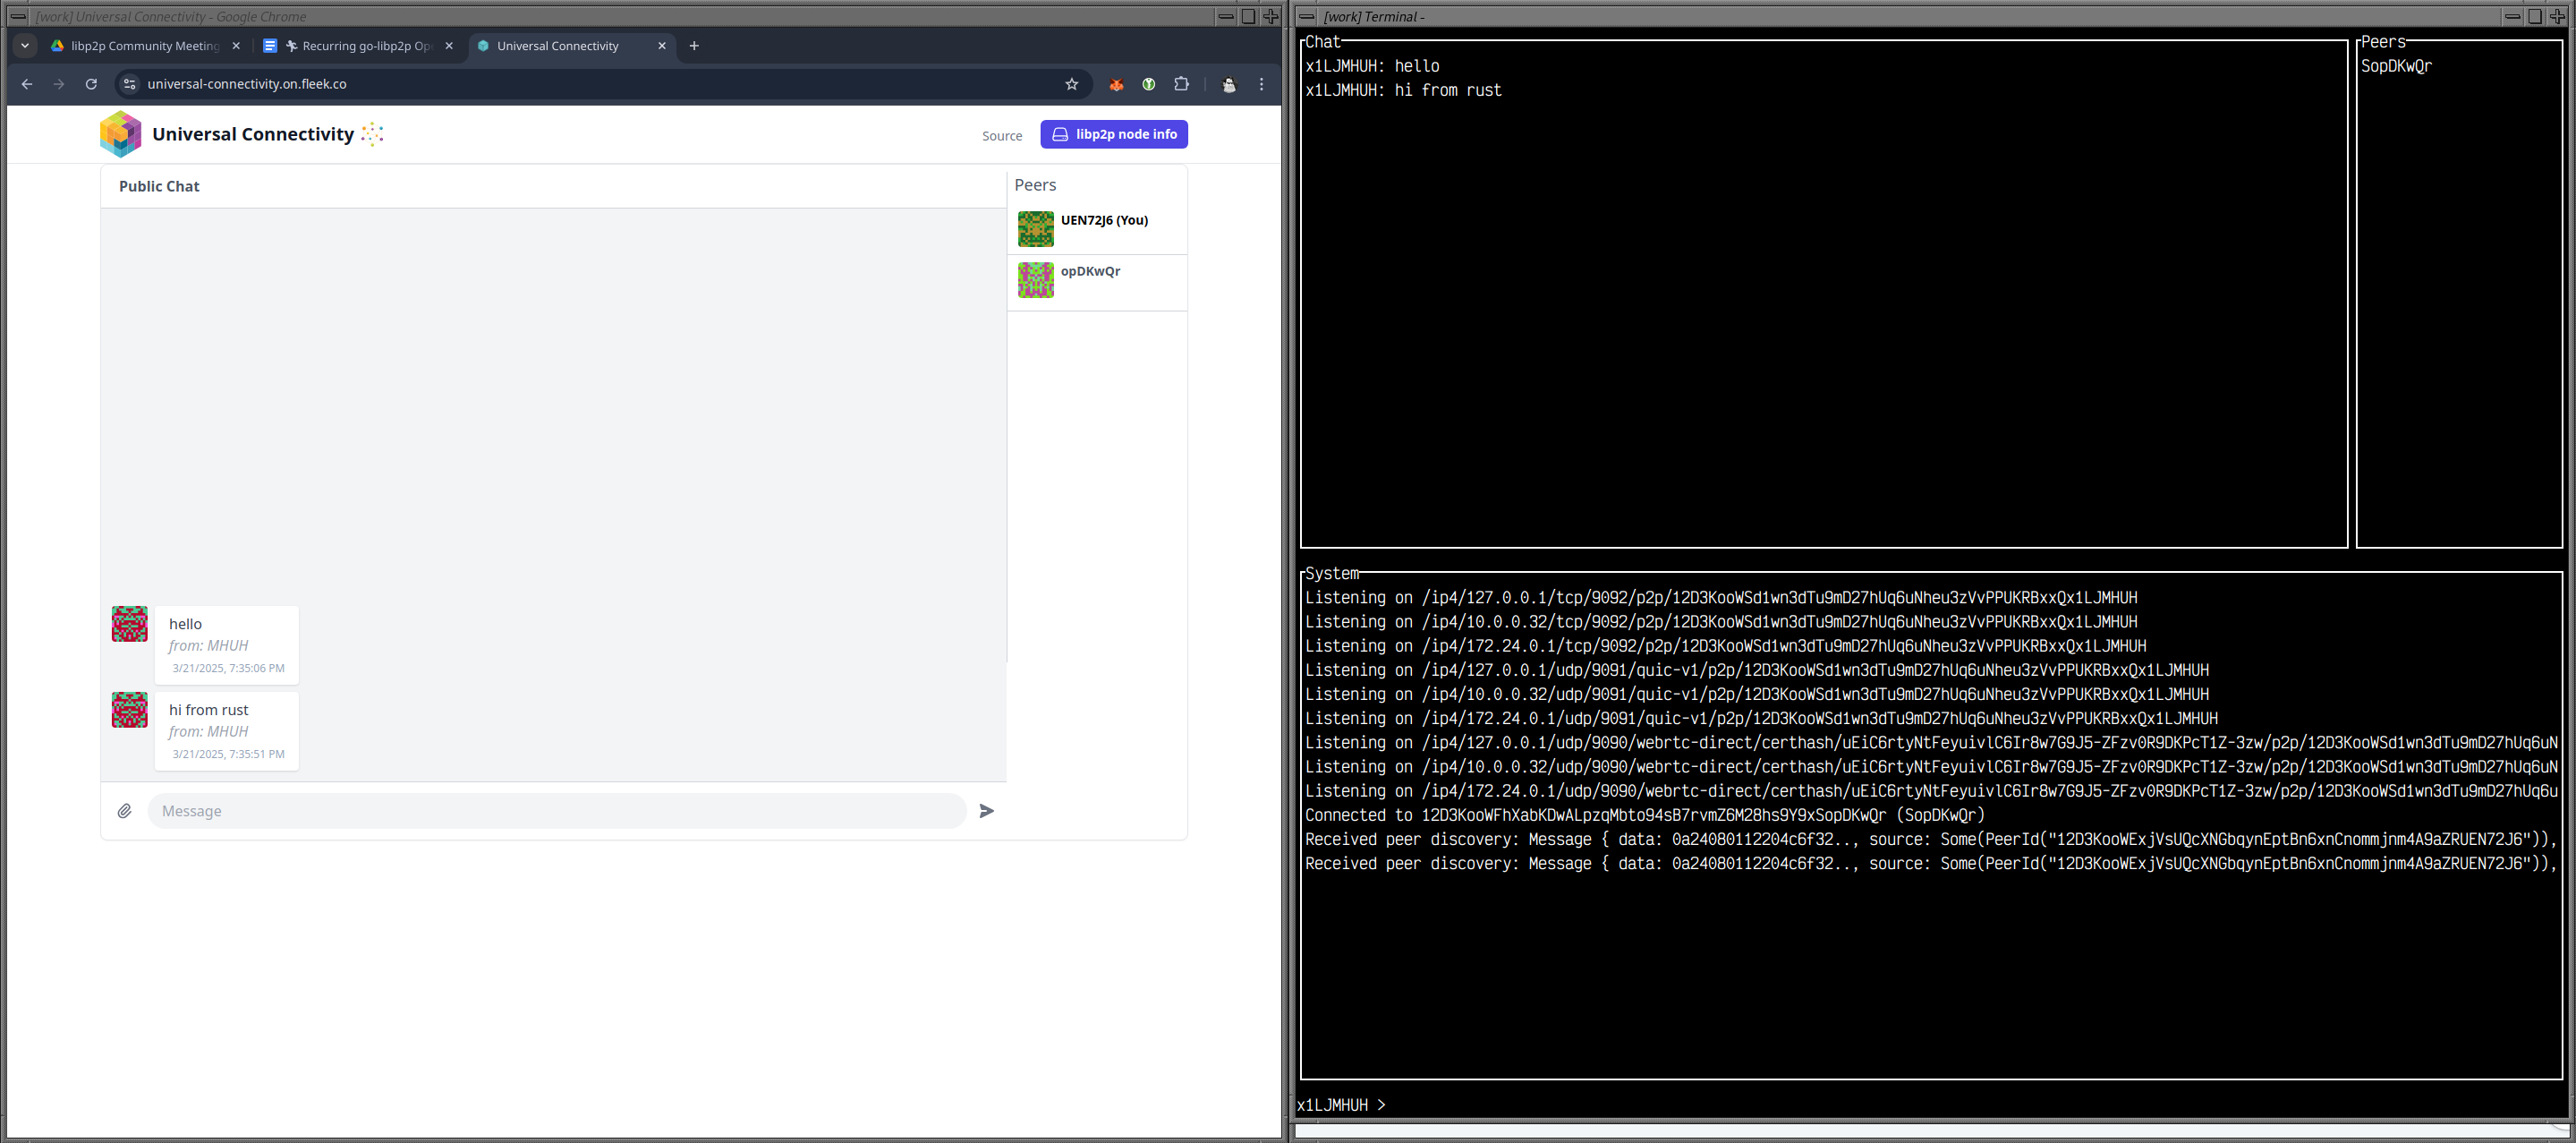 [work] Universal Connectivity - Google Chrome
libp2p Community Meeting
Recurring go-libp2p Op
Universal Connectivity
universal-connectivity.on.fleek.co
Universal Connectivity
Source
libp2p node info
Public Chat
Peers
UEN72J6 (You)
opDKwQr
hello
from: MHUH
3/21/2025, 7:35:06 PM
hi from rust
from: MHUH
3/21/2025, 7:35:51 PM
Message
[work] Terminal -
Chat
x1LJMHUH: hello
x1LJMHUH: hi from rust
Peers
SopDKwQr
System
Listening on /ip4/127.0.0.1/tcp/9092/p2p/12D3KooWSd1wn3dTu9mD27hUq6uNheu3zVvPPUKRBxxQx1LJMHUH
Listening on /ip4/10.0.0.32/tcp/9092/p2p/12D3KooWSd1wn3dTu9mD27hUq6uNheu3zVvPPUKRBxxQx1LJMHUH
Listening on /ip4/172.24.0.1/tcp/9092/p2p/12D3KooWSd1wn3dTu9mD27hUq6uNheu3zVvPPUKRBxxQx1LJMHUH
Listening on /ip4/127.0.0.1/udp/9091/quic-v1/p2p/12D3KooWSd1wn3dTu9mD27hUq6uNheu3zVvPPUKRBxxQx1LJMHUH
Listening on /ip4/10.0.0.32/udp/9091/quic-v1/p2p/12D3KooWSd1wn3dTu9mD27hUq6uNheu3zVvPPUKRBxxQx1LJMHUH
Listening on /ip4/172.24.0.1/udp/9091/quic-v1/p2p/12D3KooWSd1wn3dTu9mD27hUq6uNheu3zVvPPUKRBxxQx1LJMHUH
Listening on /ip4/127.0.0.1/udp/9090/webrtc-direct/certhash/uEiC6rtyNtFeyuivlC6Ir8w7G9J5-ZFzv0R9DKPcT1Z-3zw/p2p/12D3KooWSd1wn3dTu9mD27hUq6uN
Listening on /ip4/10.0.0.32/udp/9090/webrtc-direct/certhash/uEiC6rtyNtFeyuivlC6Ir8w7G9J5-ZFzv0R9DKPcT1Z-3zw/p2p/12D3KooWSd1wn3dTu9mD27hUq6uN
Listening on /ip4/172.24.0.1/udp/9090/webrtc-direct/certhash/uEiC6rtyNtFeyuivlC6Ir8w7G9J5-ZFzv0R9DKPcT1Z-3zw/p2p/12D3KooWSd1wn3dTu9mD27hUq6u
Connected to 12D3KooWFhXabKDwALpzqMbto94sB7rvmZ6M28hs9Y9xSopDKwQr (SopDKwQr)
Received peer discovery: Message { data: 0a24080112204c6f32.., source: Some(PeerId("12D3KooWExjVsUQcXNGbqynEptBn6xnCnommjnm4A9aZRUEN72J6")),
Received peer discovery: Message { data: 0a24080112204c6f32.., source: Some(PeerId("12D3KooWExjVsUQcXNGbqynEptBn6xnCnommjnm4A9aZRUEN72J6")),
x1LJMHUH >